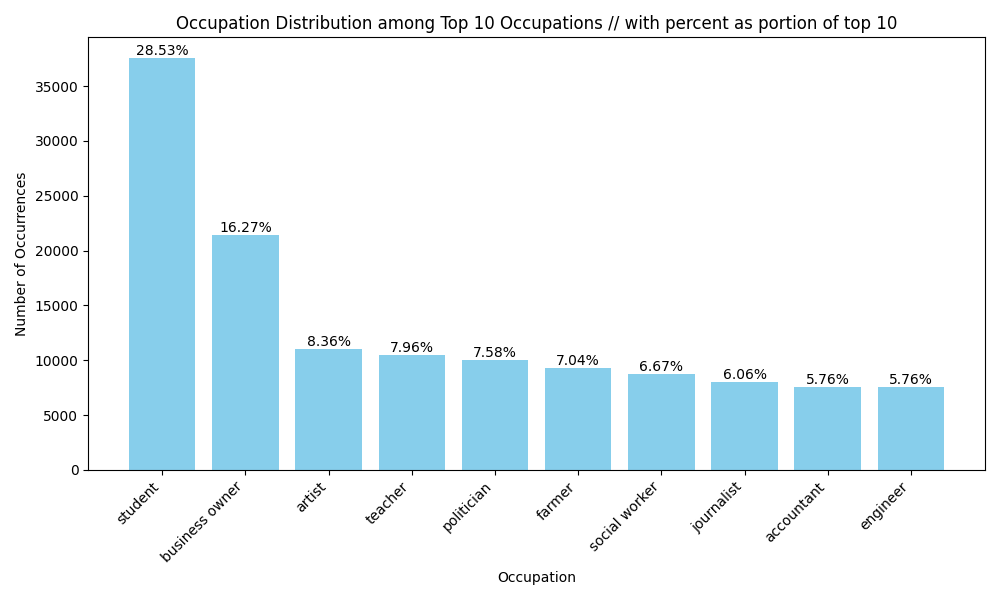 Occupation Distribution among Top 10 Occupations // with percent as portion of top 10
28.53%
16.27%
8.36%
7.96%
7.58%
7.04%
6.67%
6.06%
5.76%
5.76%
Number of Occurrences
35000
30000
25000
20000
15000
10000
5000
0
student
business owner
artist
teacher
politician
farmer
social worker
journalist
accountant
engineer
Occupation